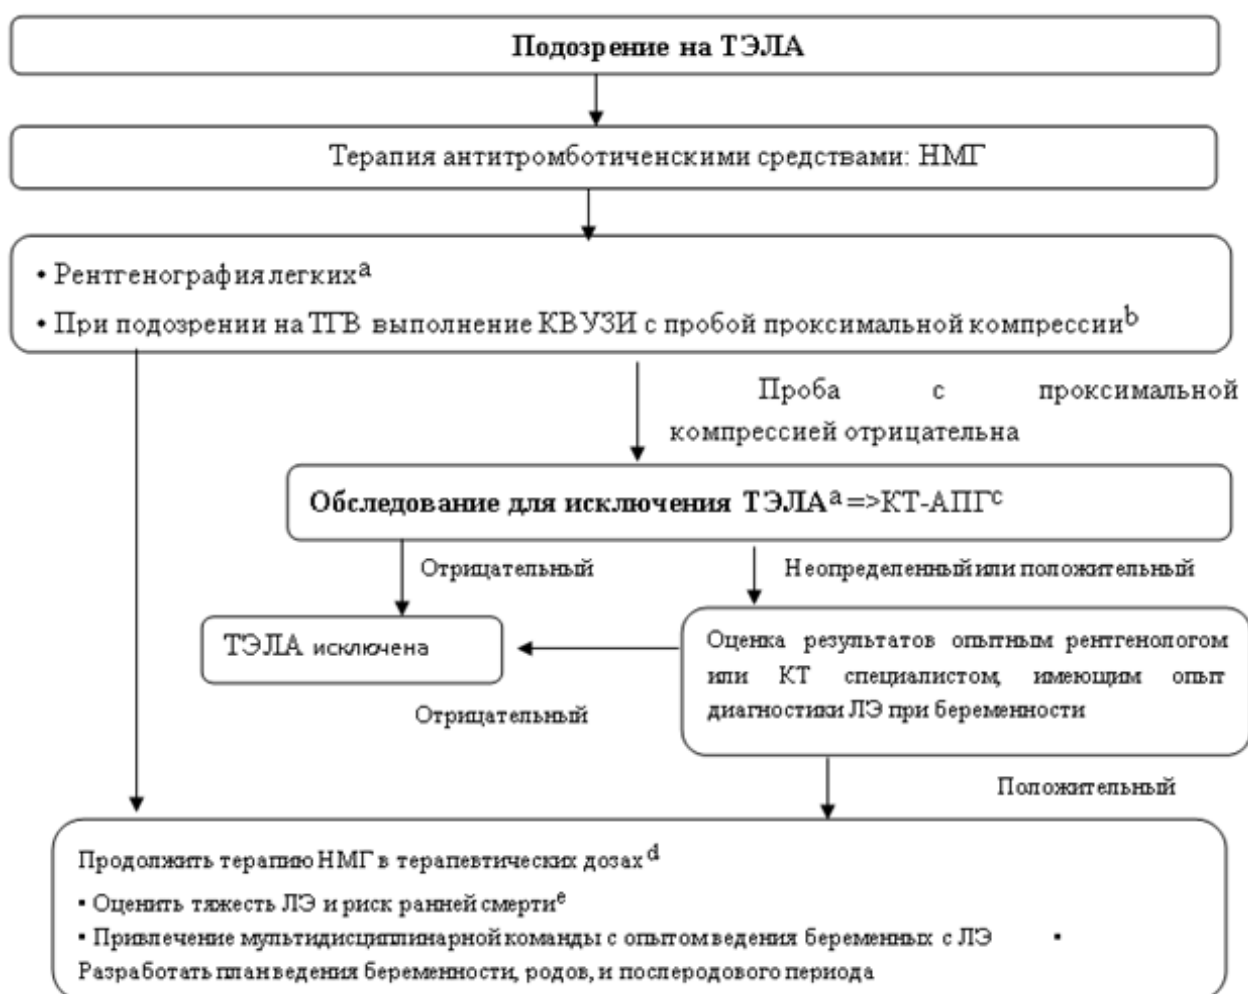 Подозрение на ТЭЛА
Терапия антитромботиченскими средствами: НМГ
• Рентгенография легкихa
• При подозрении на ТГВ выполнение КВУЗИ с пробой проксимальной компрессииb
Проба с проксимальной
компрессией отрицательна
Обследование для исключения ТЭЛАa=>КТ-АПГc
Отрицательный
Неопределенный или положительный
ТЭЛА исключена
Оценка результатов опытным рентгенологом
или КТ специалистом, имеющим опыт
диагностики ЛЭ при беременности
Отрицательный
Положительный
Продолжить терапию НМГ в терапевтических дозахd
▪ Оценить тяжесть ЛЭ и риск ранней смертиe
▪ Привлечение мультидисциплинарной команды с опытом ведения беременных с ЛЭ ▪
Разработать план ведения беременности, родов, и послеродового периода